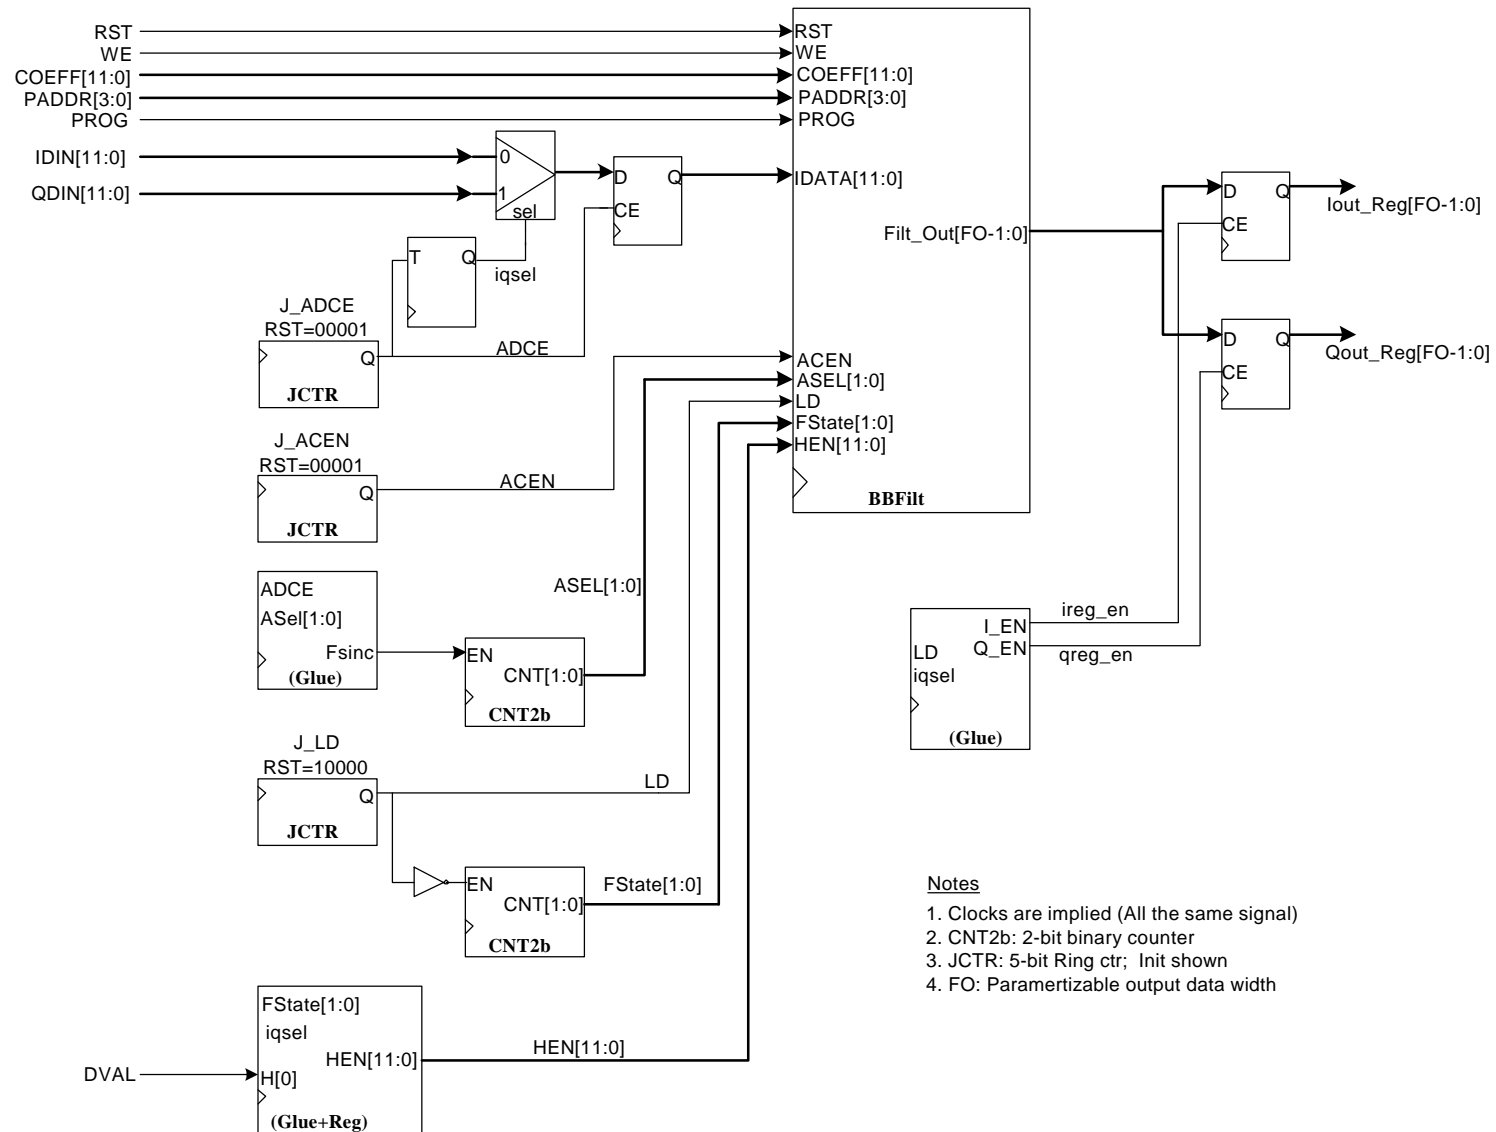 RST
WE
COEFF[11:0]
PADDR[3:0]
PROG
IDIN[11:0]
QDIN[11:0]
0
1
sel
D
Q
CE
T
Q
iqsel
J_ADCE
RST=00001
Q
JCTR
ADCE
J_ACEN
RST=00001
Q
JCTR
ACEN
ADCE
ASel[1:0]
Fsinc
(Glue)
EN
CNT[1:0]
CNT2b
ASEL[1:0]
J_LD
RST=10000
Q
JCTR
LD
EN
CNT[1:0]
CNT2b
FState[1:0]
FState[1:0]
iqsel
HEN[11:0]
H[0]
(Glue+Reg)
DVAL
HEN[11:0]
RST
WE
COEFF[11:0]
PADDR[3:0]
PROG
IDATA[11:0]
Filt_Out[FO-1:0]
ACEN
ASEL[1:0]
LD
FState[1:0]
HEN[11:0]
BBFilt
D
Q
CE
Iout_Reg[FO-1:0]
D
Q
CE
Qout_Reg[FO-1:0]
I_EN
Q_EN
LD
iqsel
(Glue)
ireg_en
qreg_en
Notes
1. Clocks are implied (All the same signal)
2. CNT2b: 2-bit binary counter
3. JCTR: 5-bit Ring ctr; Init shown
4. FO: Paramertizable output data width